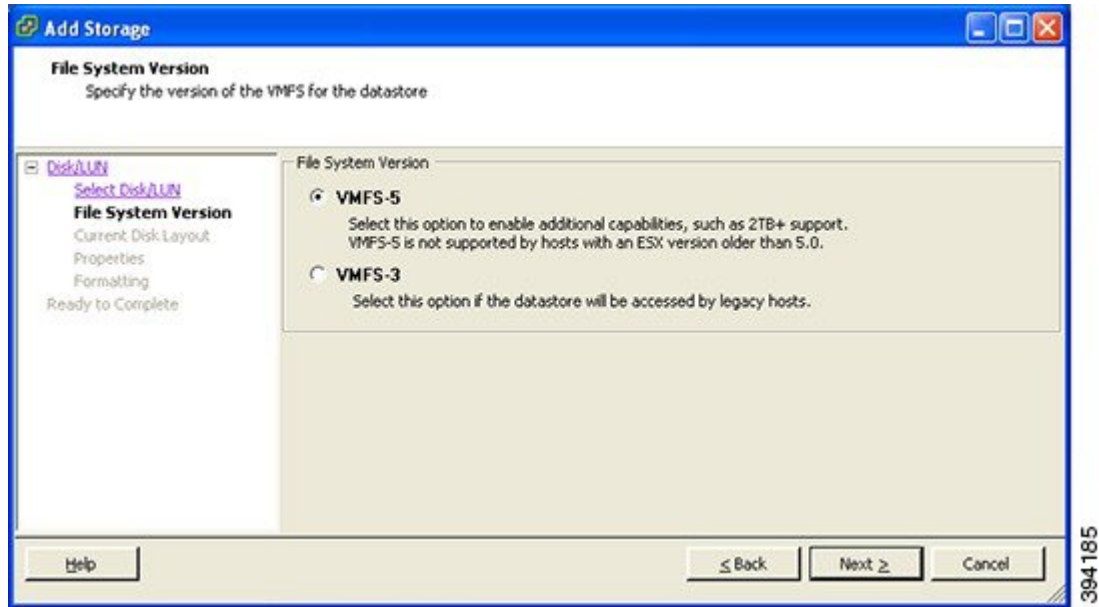 Add Storage
File System Version
Specify the version of the VMFS for the datastore
Disk/LUN
Select Disk/LUN
File System Version
Current Disk Layout
Properties
Formatting
Ready to Complete
File System Version
VMFS-5
Select this option to enable additional capabilities, such as 2TB+ support.
VMFS-5 is not supported by hosts with an ESX version older than 5.0.
VMFS-3
Select this option if the datastore will be accessed by legacy hosts.
Help
≤ Back
Next ≥
Cancel
394185